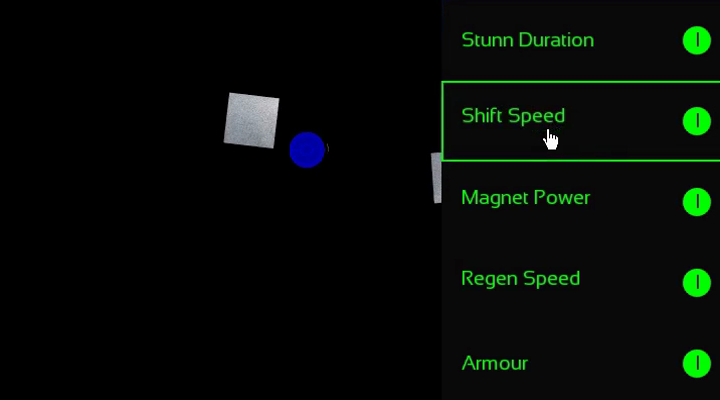 Stunn Duration
Shift Speed
Magnet Power
Regen Speed
Armour